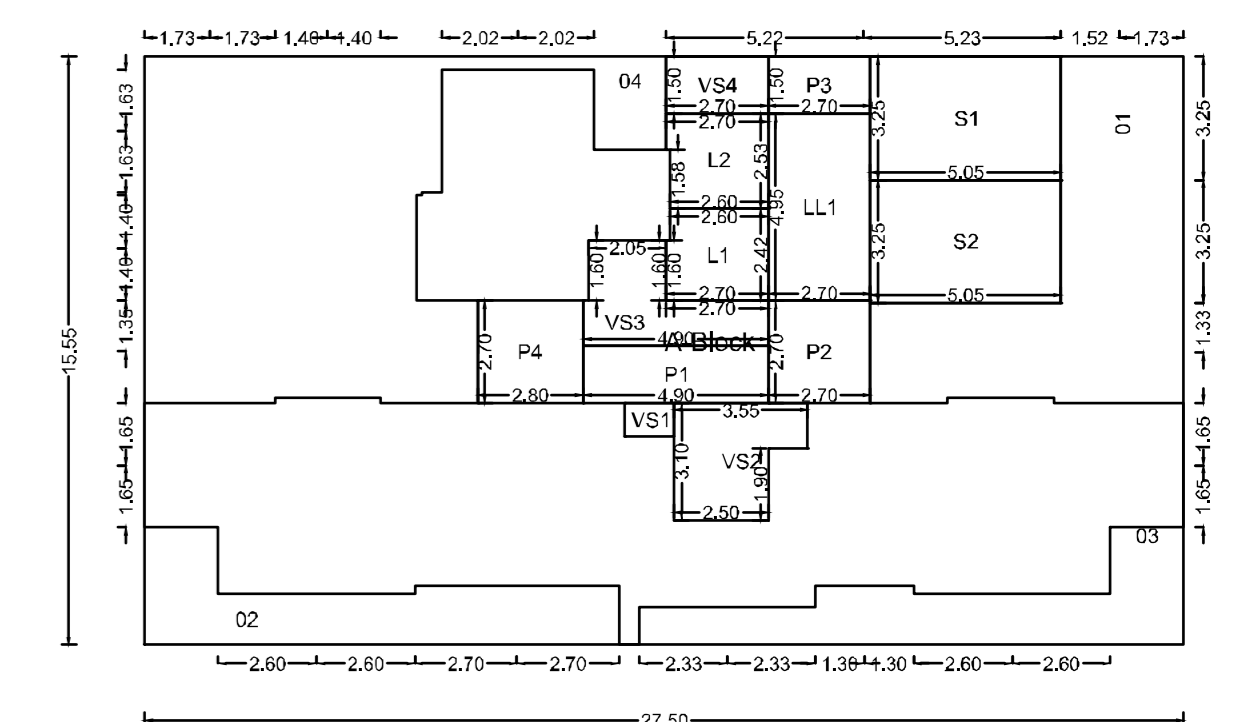 1.73 1.73 1.40 1.40 2.02 2.02 5.22 5.23 1.52 1.73
04 1.50 VS4 1.50 P3 3.25 S1 01
1.63 2.70 2.70 3.25
2.70
1.63 1.58 L2 2.53 5.05
1.40 2.60 4.95 LL1
2.60
1.40 2.05 L1 2.42 3.25 S2 3.25
1.60 1.60 1.60
2.70 2.70 5.05
2.70
1.35 VS3 1.33
4.90 A-Block
15.55 2.70 P4 P1 2.70 P2
2.80 4.90 2.70
3.55
1.65 VS1 1.65
3.10 VS2
1.65 1.90 1.65
2.50
03
02
2.60 2.60 2.70 2.70 2.33 2.33 1.30 1.30 2.60 2.60
27.50